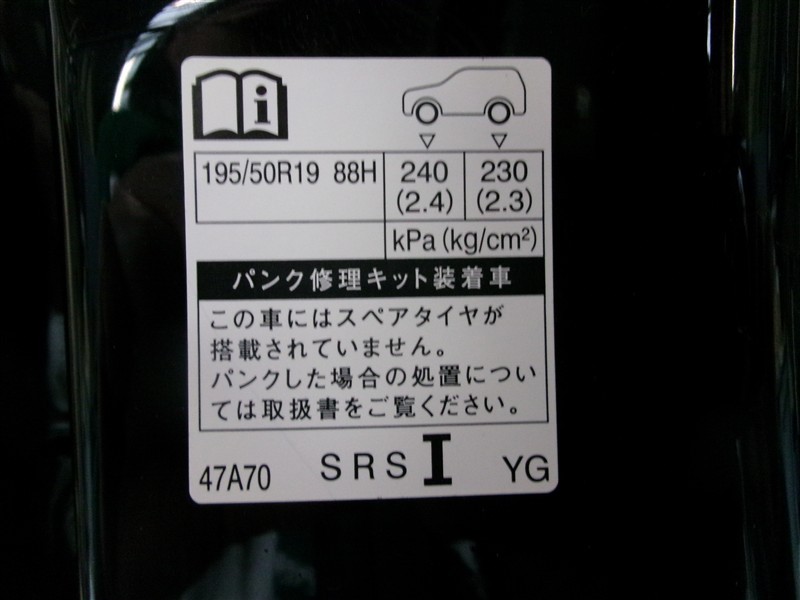 i
195/50R19 88H 240 230
(2.4) (2.3)
kPa (kg/cm²)
パンク修理キット装着車
この車にはスペアタイヤが
搭載されていません。
パンクした場合の処置につい
ては取扱書をご覧ください。
47A70 SRS I YG